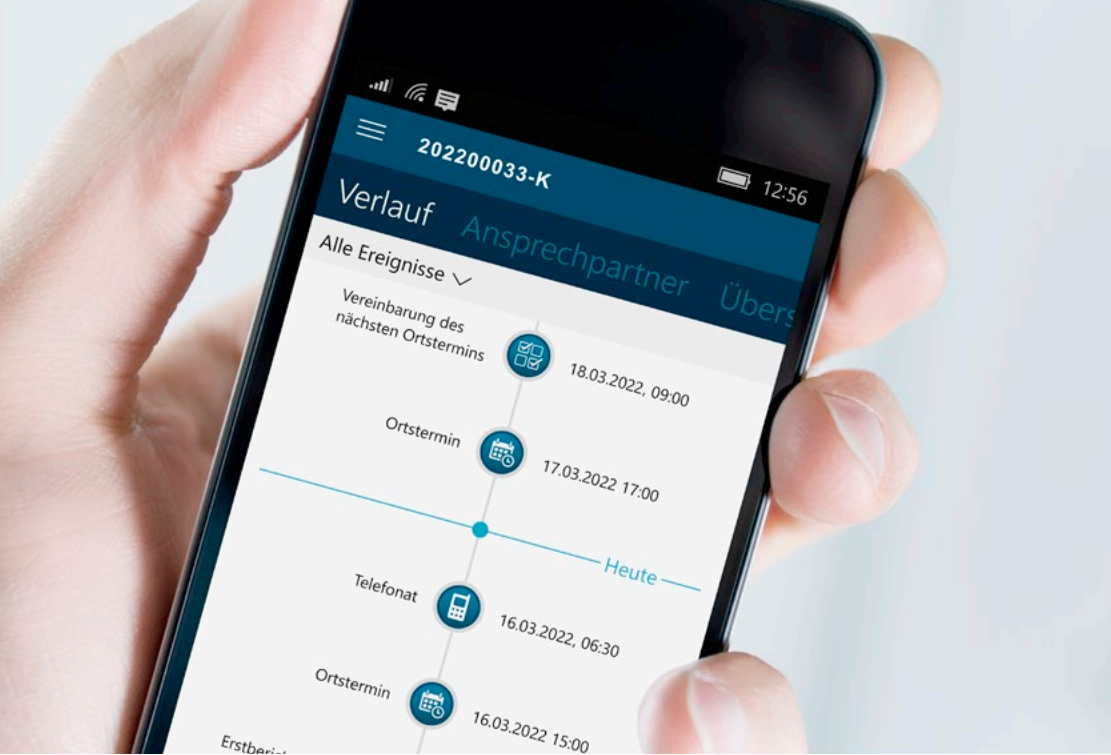 12:56
202200033-K
Verlauf Ansprechpartner
Alle Ereignisse
Vereinbarung des
nächsten Ortstermins
18.03.2022, 09:00
Ortstermin
17.03.2022 17:00
Heute
Telefonat
16.03.2022, 06:30
Ortstermin
16.03.2022 15:00